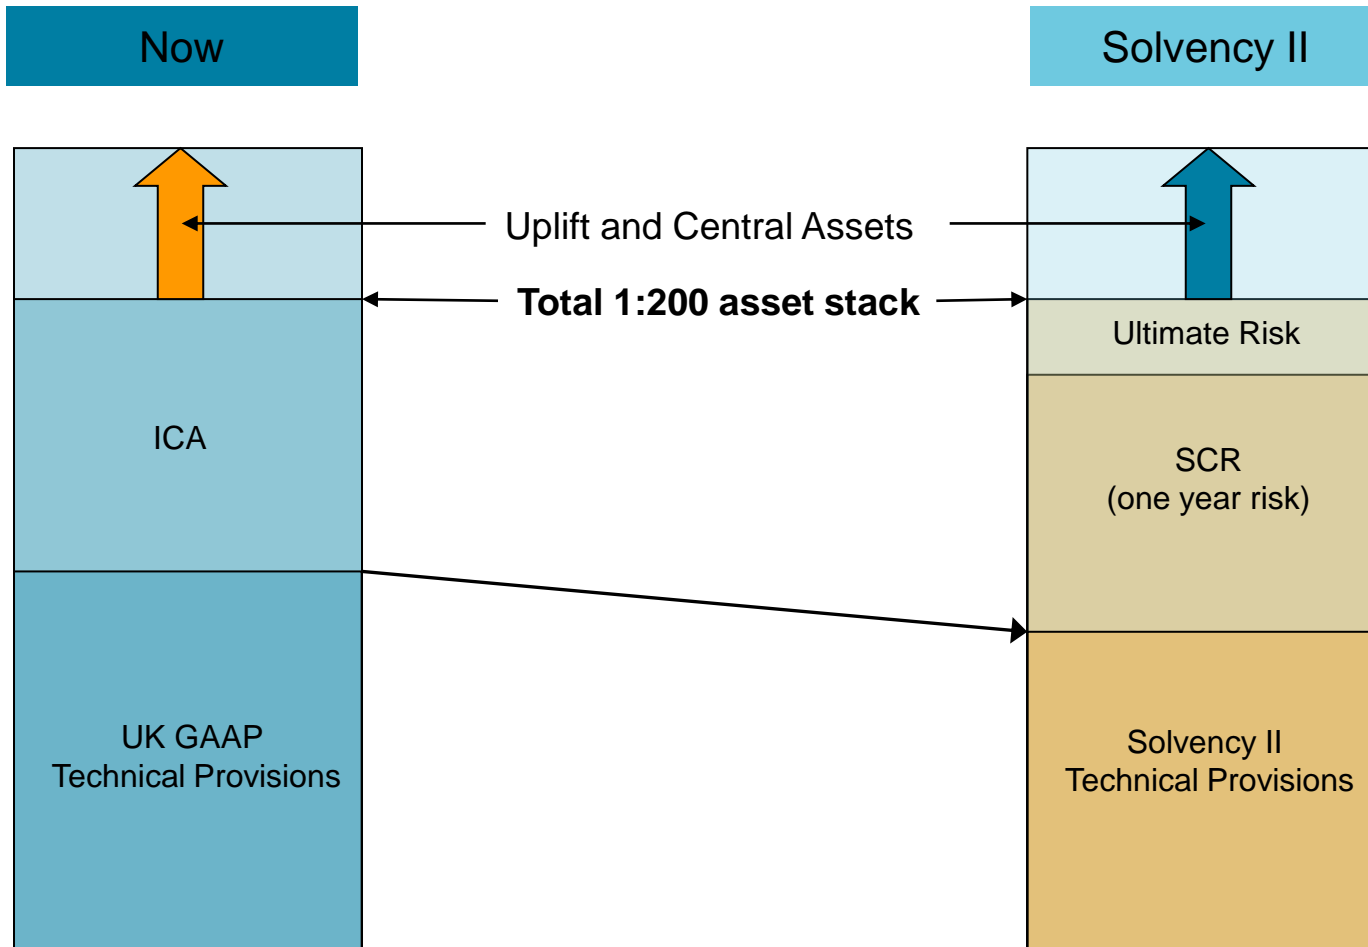 Now
Solvency II
Uplift and Central Assets
Total 1:200 asset stack
Ultimate Risk
ICA
SCR
(one year risk)
UK GAAP
Technical Provisions
Solvency II
Technical Provisions